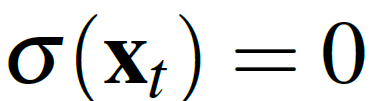 𝝈(𝐱ₜ) = 0